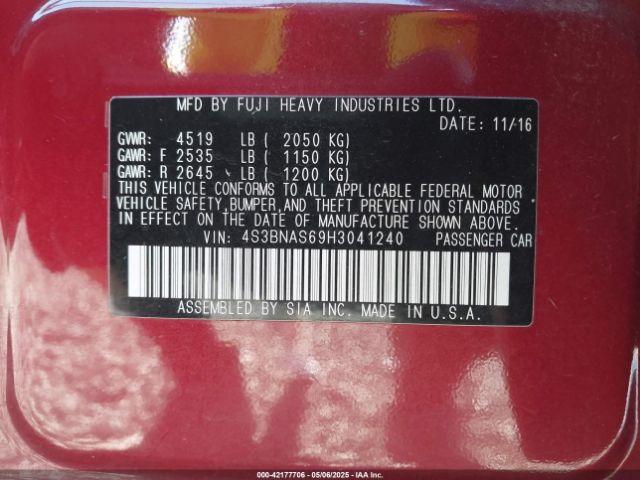 MFD BY FUJI HEAVY INDUSTRIES LTD.
DATE: 11/16
GVWR: 4519 LB ( 2050 KG)
GAWR: F 2535 LB ( 1150 KG)
GAWR: R 2645 LB ( 1200 KG)
THIS VEHICLE CONFORMS TO ALL APPLICABLE FEDERAL MOTOR
VEHICLE SAFETY, BUMPER, AND THEFT PREVENTION STANDARDS
IN EFFECT ON THE DATE OF MANUFACTURE SHOWN ABOVE.
VIN: 4S3BNAS69H3041240 PASSENGER CAR
ASSEMBLED BY SIA INC. MADE IN U.S.A.
000-42177706 - 05/06/2025 - IAA Inc.